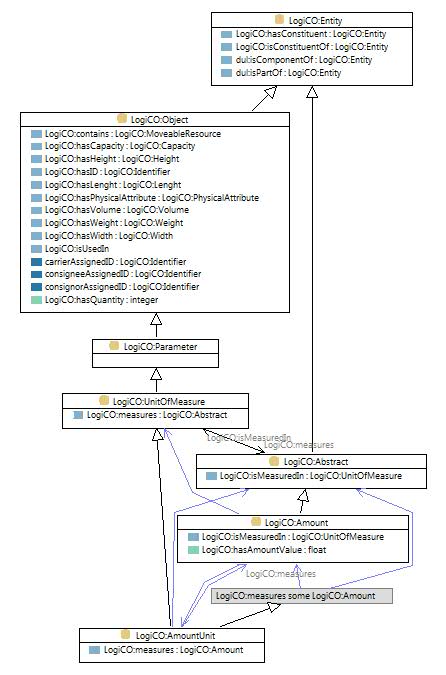 LogiCO:Entity
LogiCO:hasConstituent : LogiCO:Entity
LogiCO:isConstituentOf : LogiCO:Entity
dul:isComponentOf : LogiCO:Entity
dul:isPartOf : LogiCO:Entity
LogiCO:Object
LogiCO:contains : LogiCO:MoveableResource
LogiCO:hasCapacity : LogiCO:Capacity
LogiCO:hasHeight : LogiCO:Height
LogiCO:hasID : LogiCO:Identifier
LogiCO:hasLenght : LogiCO:Lenght
LogiCO:hasPhysicalAttribute : LogiCO:PhysicalAttribute
LogiCO:hasVolume : LogiCO:Volume
LogiCO:hasWeight : LogiCO:Weight
LogiCO:hasWidth : LogiCO:Width
LogiCO:isUsedIn
carrierAssignedID : LogiCO:Identifier
consigneeAssignedID : LogiCO:Identifier
consignorAssignedID : LogiCO:Identifier
LogiCO:hasQuantity : integer
LogiCO:Parameter
LogiCO:UnitOfMeasure
LogiCO:measures : LogiCO:Abstract
LogiCO:isMeasuredIn
LogiCO:measures
LogiCO:Abstract
LogiCO:isMeasuredIn : LogiCO:UnitOfMeasure
LogiCO:Amount
LogiCO:isMeasuredIn : LogiCO:UnitOfMeasure
LogiCO:hasAmountValue : float
LogiCO:measures
LogiCO:measures some LogiCO:Amount
LogiCO:AmountUnit
LogiCO:measures : LogiCO:Amount